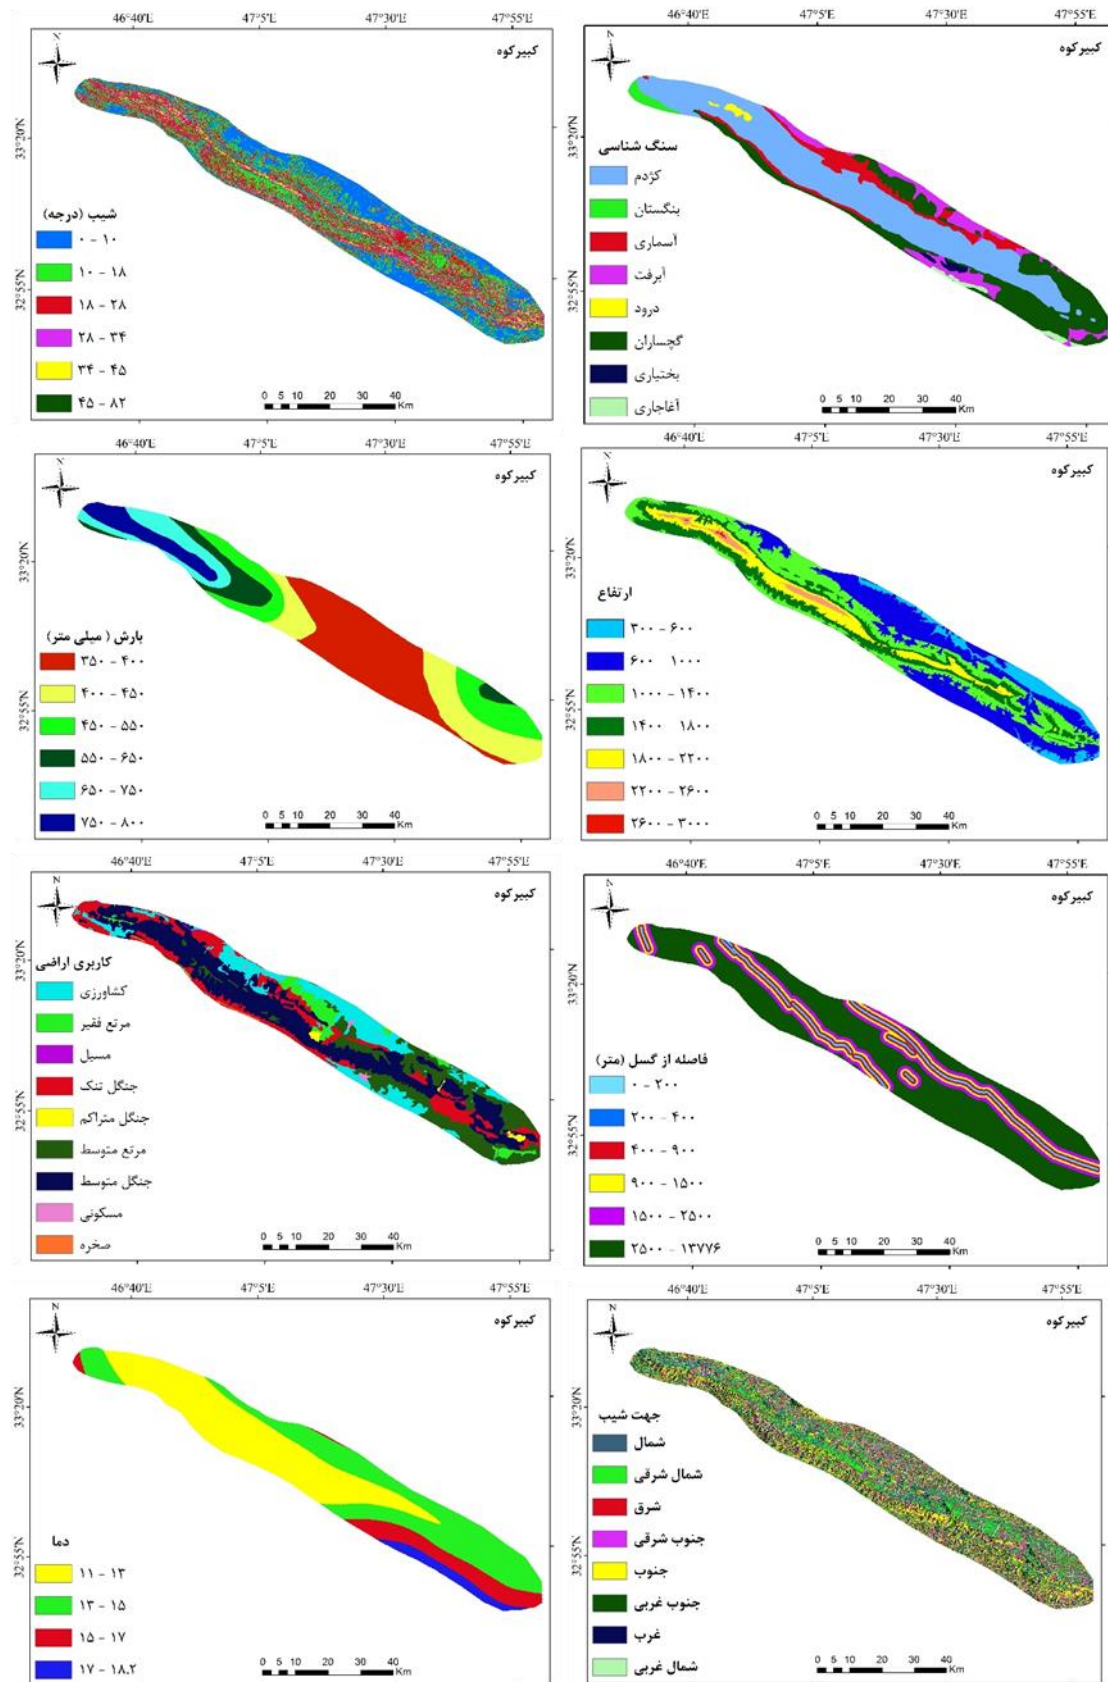 46°40'E 47°5'E 47°30'E 47°55'E
کبیرکوه
N
33°20'N
32°55'N
شیب (درجه)
۰ - ۱۰
۱۰ - ۱۸
۱۸ - ۲۸
۲۸ - ۳۴
۳۴ - ۴۵
۴۵ - ۸۲
0 5 10 20 30 40
Km
46°40'E 47°5'E 47°30'E 47°55'E
کبیرکوه
N
33°20'N
32°55'N
سنگ شناسی
کژدم
بنگستان
آسماری
آبرفت
درود
گچساران
بختیاری
آغاجاری
0 5 10 20 30 40
Km
46°40'E 47°5'E 47°30'E 47°55'E
کبیرکوه
N
33°20'N
32°55'N
بارش ( میلی متر)
۳۵۰ - ۴۰۰
۴۰۰ - ۴۵۰
۴۵۰ - ۵۵۰
۵۵۰ - ۶۵۰
۶۵۰ - ۷۵۰
۷۵۰ - ۸۰۰
0 5 10 20 30 40
Km
46°40'E 47°5'E 47°30'E 47°55'E
کبیرکوه
N
33°20'N
32°55'N
ارتفاع
۳۰۰ - ۶۰۰
۶۰۰ ۱۰۰۰
۱۰۰۰ - ۱۴۰۰
۱۴۰۰ ۱۸۰۰
۱۸۰۰ - ۲۲۰۰
۲۲۰۰ - ۲۶۰۰
۲۶۰۰ - ۳۰۰۰
0 5 10 20 30 40
Km
46°40'E 47°5'E 47°30'E 47°55'E
کبیرکوه
N
33°20'N
32°55'N
کاربری اراضی
کشاورزی
مرتع فقیر
مسیل
جنگل تنک
جنگل متراکم
مرتع متوسط
جنگل متوسط
مسکونی
صخره
0 5 10 20 30 40
Km
46°40'E 47°5'E 47°30'E 47°55'E
کبیرکوه
N
33°20'N
32°55'N
فاصله از گسل (متر)
۰ - ۲۰۰
۲۰۰ - ۴۰۰
۴۰۰ - ۹۰۰
۹۰۰ - ۱۵۰۰
۱۵۰۰ - ۲۵۰۰
۲۵۰۰ - ۱۳۷۷۶
0 5 10 20 30 40
Km
46°40'E 47°5'E 47°30'E 47°55'E
کبیرکوه
N
33°20'N
32°55'N
دما
۱۱ - ۱۳
۱۳ - ۱۵
۱۵ - ۱۷
۱۷ - ۱۸.۲
0 5 10 20 30 40
Km
46°40'E 47°5'E 47°30'E 47°55'E
کبیرکوه
N
33°20'N
32°55'N
جهت شیب
شمال
شمال شرقی
شرق
جنوب شرقی
جنوب
جنوب غربی
غرب
شمال غربی
0 5 10 20 30 40
Km